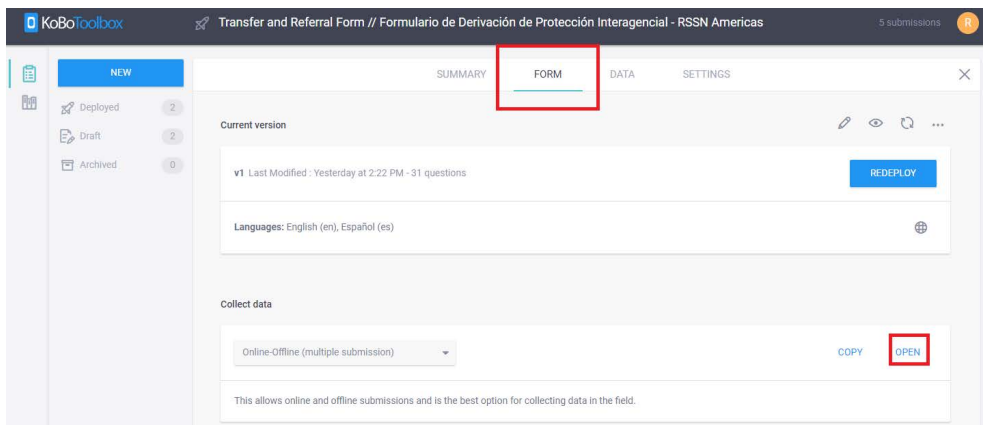 KoBoToolbox
Transfer and Referral Form // Formulario de Derivación de Protección Interagencial - RSSN Americas
5 submissions
R
NEW
Deployed 2
Draft 2
Archived 0
SUMMARY FORM DATA SETTINGS
Current version
v1 Last Modified : Yesterday at 2:22 PM - 31 questions
REDEPLOY
Languages: English (en), Español (es)
Collect data
Online-Offline (multiple submission)
COPY OPEN
This allows online and offline submissions and is the best option for collecting data in the field.